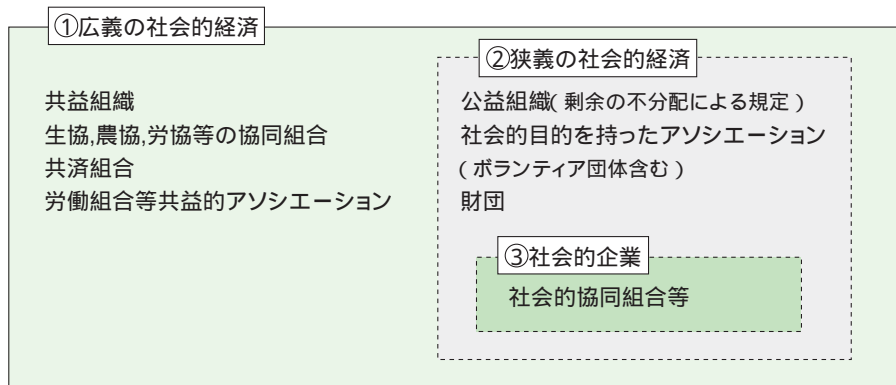 ①広義の社会的経済
共益組織
生協,農協,労協等の協同組合
共済組合
労働組合等共益的アソシエーション
②狭義の社会的経済
公益組織(剰余の不分配による規定)
社会的目的を持ったアソシエーション
(ボランティア団体含む)
財団
③社会的企業
社会的協同組合等